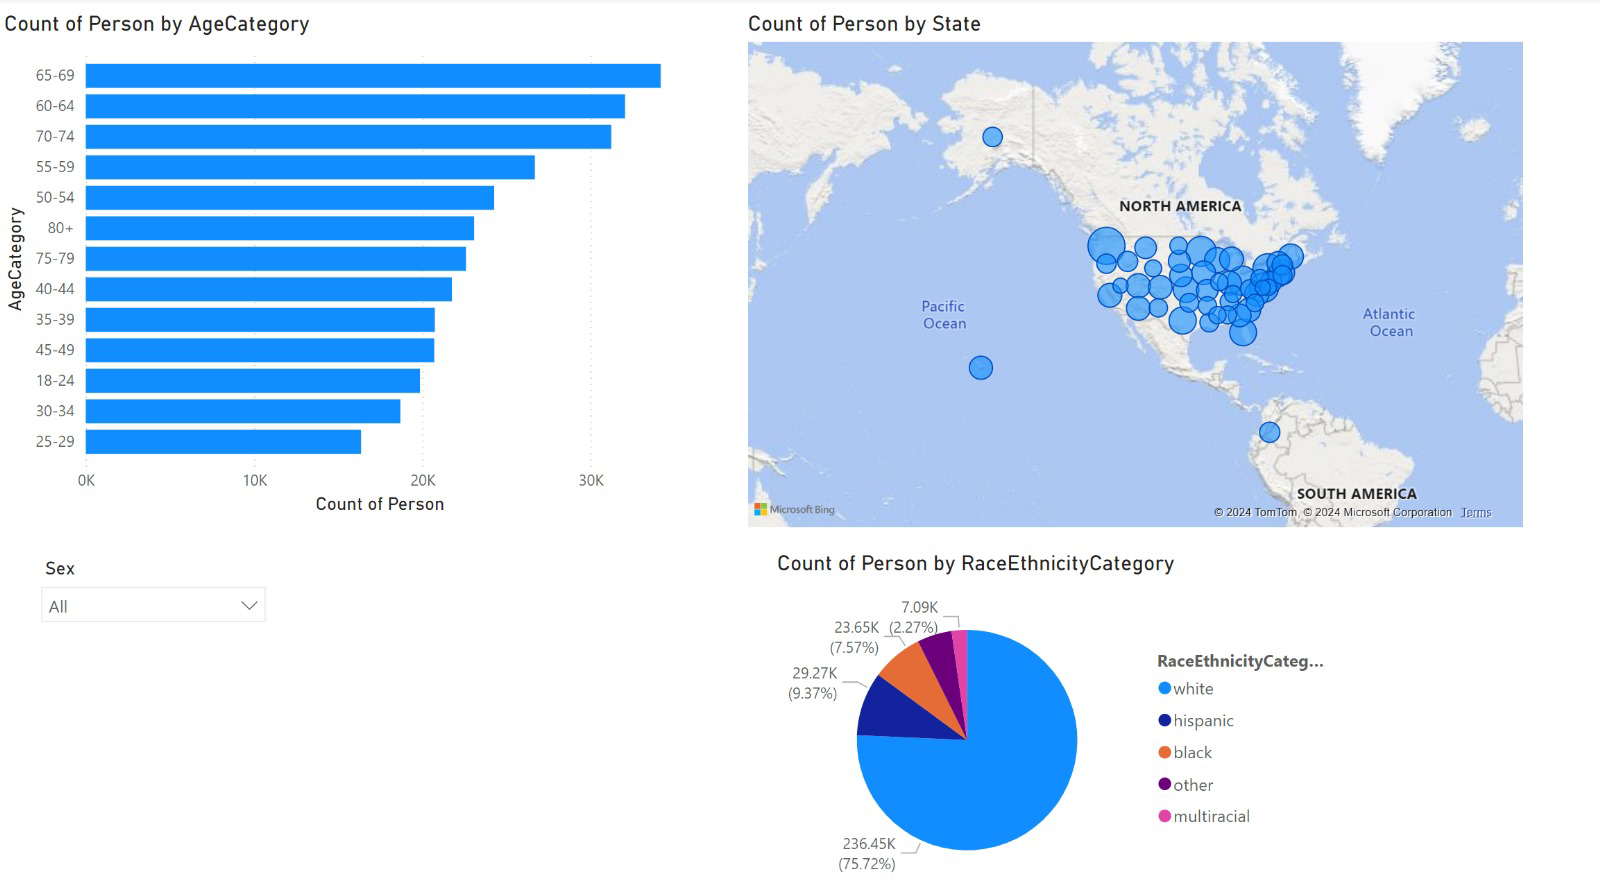 Count of Person by AgeCategory
AgeCategory
65-69
60-64
70-74
55-59
50-54
80+
75-79
40-44
35-39
45-49
18-24
30-34
25-29
0K 10K 20K 30K
Count of Person
Sex
All
Count of Person by State
NORTH AMERICA
Pacific
Ocean
Atlantic
Ocean
SOUTH AMERICA
Microsoft Bing
© 2024 TomTom, © 2024 Microsoft Corporation Terms
Count of Person by RaceEthnicityCategory
7.09K
(2.27%)
23.65K
(7.57%)
29.27K
(9.37%)
236.45K
(75.72%)
RaceEthnicityCateg...
white
hispanic
black
other
multiracial